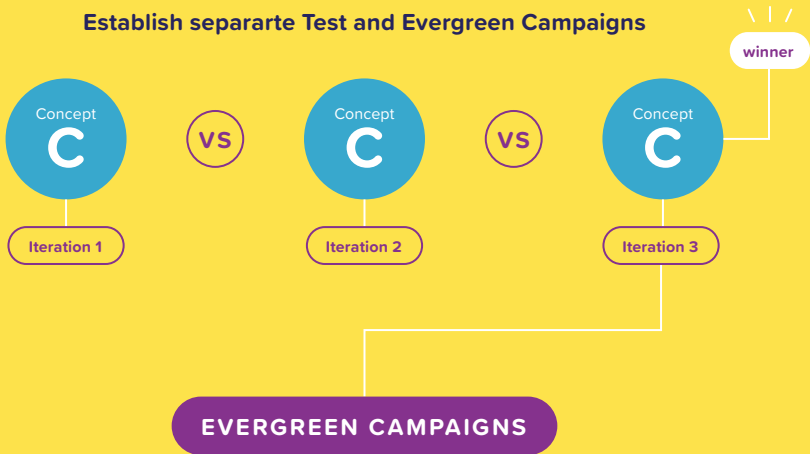 Establish separarte Test and Evergreen Campaigns
winner
Concept
C
VS
Concept
C
VS
Concept
C
Iteration 1
Iteration 2
Iteration 3
EVERGREEN CAMPAIGNS